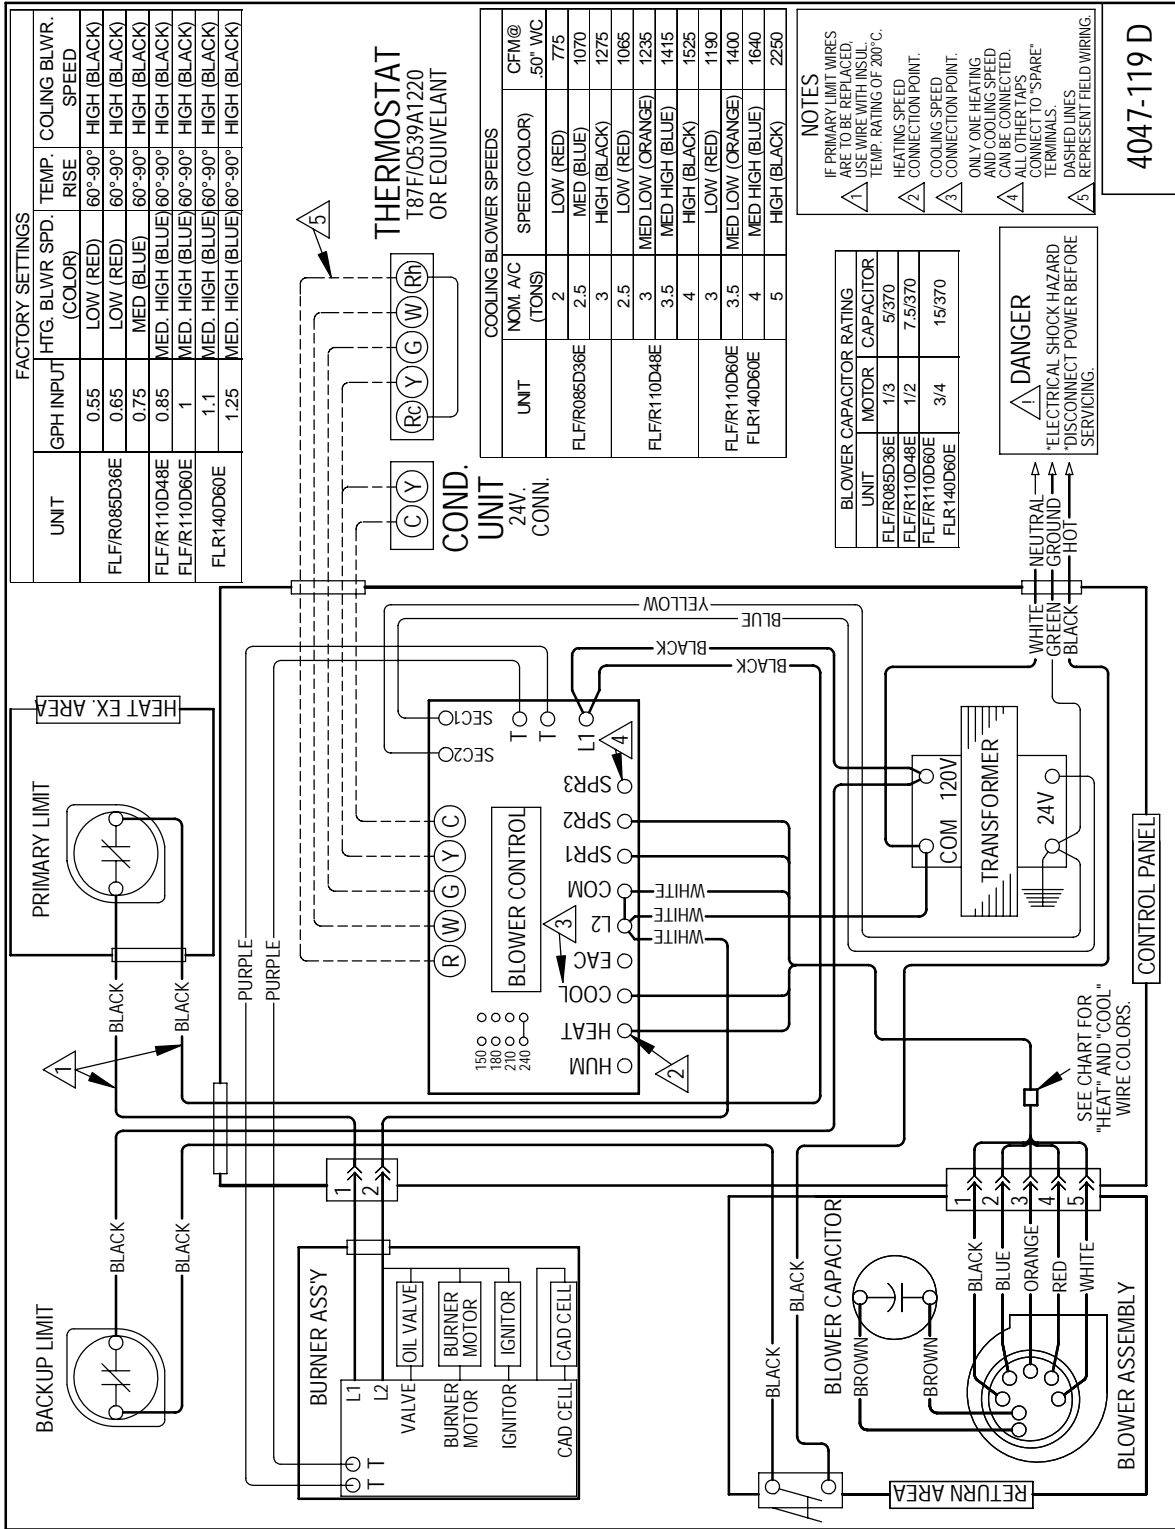 BACKUP LIMIT
BLACK
BLACK
PRIMARY LIMIT
HEAT EX. AREA
BLACK
BLACK
1
PURPLE
PURPLE
BURNER ASS'Y
L1
L2
T
T
VALVE
OIL VALVE
BURNER MOTOR
BURNER MOTOR
IGNITOR
IGNITOR
CAD CELL
CAD CELL
1
2
BLOWER CONTROL
R
W
G
Y
C
SEC2
SEC1
T
T
150
180
210
240
3
HUM
HEAT
COOL
EAC
L2
COM
SPR1
SPR2
SPR3
L1
2
4
WHITE
WHITE
WHITE
BLACK
BLACK
BLUE
YELLOW
COM
120V
TRANSFORMER
24V
CONTROL PANEL
SEE CHART FOR
"HEAT" AND "COOL"
WIRE COLORS.
BLACK
BLACK
BLOWER CAPACITOR
BROWN
BROWN
1
2
3
4
5
BLACK
BLUE
ORANGE
RED
WHITE
BLOWER ASSEMBLY
RETURN AREA
WHITE
NEUTRAL
GREEN
GROUND
BLACK
HOT
COND.
UNIT
24V.
CONN.
C
Y
THERMOSTAT
T87F/Q539A1220
OR EQUIVELANT
Rc
Y
G
W
Rh
5
FACTORY SETTINGS
UNIT GPH INPUT HTG. BLWR SPD. (COLOR) TEMP. RISE COLING BLWR. SPEED
FLF/R085D36E 0.55 LOW (RED) 60°-90° HIGH (BLACK)
0.65 LOW (RED) 60°-90° HIGH (BLACK)
0.75 MED (BLUE) 60°-90° HIGH (BLACK)
FLF/R110D48E 0.85 MED. HIGH (BLUE) 60°-90° HIGH (BLACK)
FLF/R110D60E 1 MED. HIGH (BLUE) 60°-90° HIGH (BLACK)
FLR140D60E 1.1 MED. HIGH (BLUE) 60°-90° HIGH (BLACK)
1.25 MED. HIGH (BLUE) 60°-90° HIGH (BLACK)
COOLING BLOWER SPEEDS
UNIT NOM. A/C (TONS) SPEED (COLOR) CFM@ .50" WC
FLF/R085D36E 2 LOW (RED) 775
2.5 MED (BLUE) 1070
3 HIGH (BLACK) 1275
FLF/R110D48E 2.5 LOW (RED) 1065
3 MED LOW (ORANGE) 1235
3.5 MED HIGH (BLUE) 1415
4 HIGH (BLACK) 1525
FLF/R110D60E FLR140D60E 3 LOW (RED) 1190
3.5 MED LOW (ORANGE) 1400
4 MED HIGH (BLUE) 1640
5 HIGH (BLACK) 2250
BLOWER CAPACITOR RATING
UNIT MOTOR CAPACITOR
FLF/R085D36E 1/3 5/370
FLF/R110D48E 1/2 7.5/370
FLF/R110D60E
FLR140D60E 3/4 15/370
! DANGER
*ELECTRICAL SHOCK HAZARD
*DISCONNECT POWER BEFORE
SERVICING.
NOTES
1 IF PRIMARY LIMIT WIRES
ARE TO BE REPLACED,
USE WIRE WITH INSUL.
TEMP. RATING OF 200°C.
2 HEATING SPEED
CONNECTION POINT.
3 COOLING SPEED
CONNECTION POINT.
4 ONLY ONE HEATING
AND COOLING SPEED
CAN BE CONNECTED.
ALL OTHER TAPS
CONNECT TO "SPARE"
TERMINALS.
5 DASHED LINES
REPRESENT FIELD WIRING.
4047-119 D